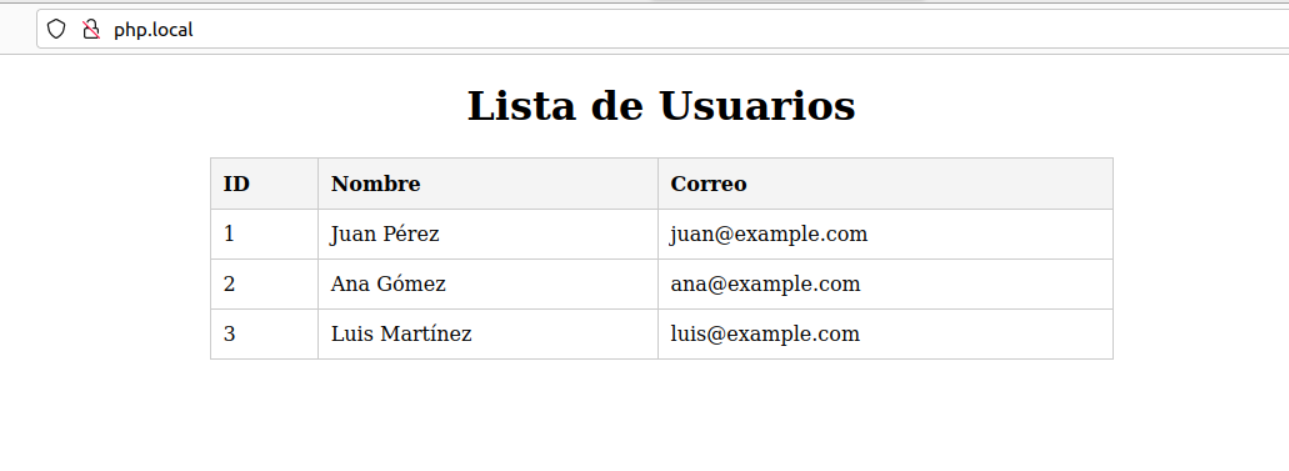 php.local
Lista de Usuarios
ID Nombre Correo
1 Juan Pérez juan@example.com
2 Ana Gómez ana@example.com
3 Luis Martínez luis@example.com